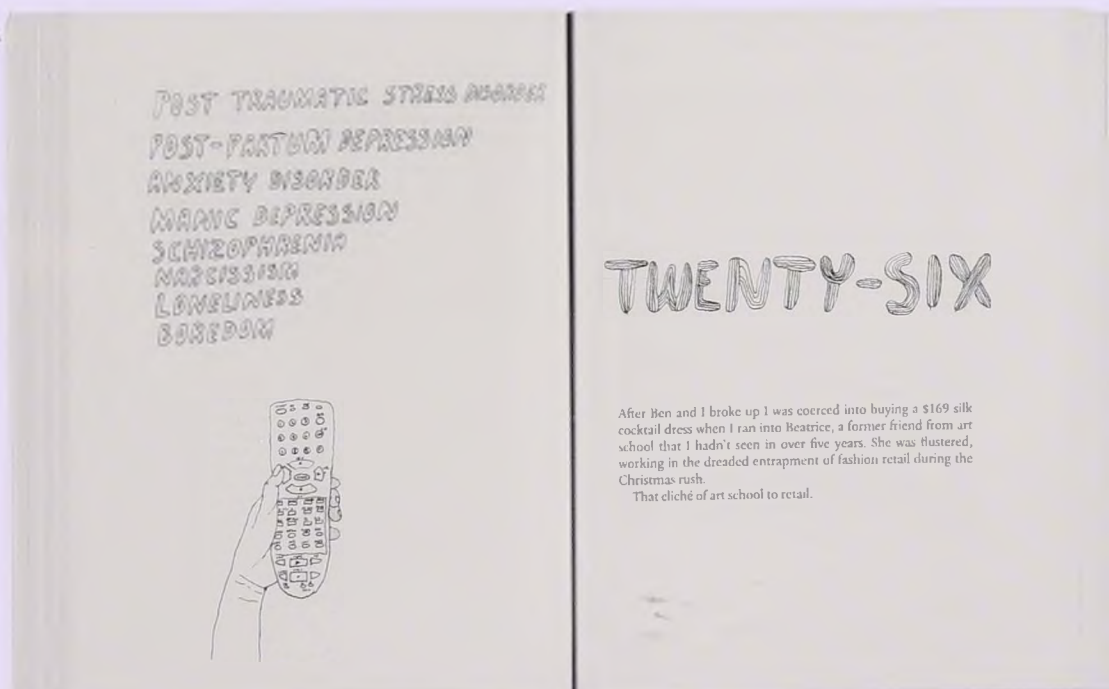 POST TRAUMATIC STRESS DISORDER
POST-PARTUM DEPRESSION
ANXIETY DISORDER
MANIC DEPRESSION
SCHIZOPHRENIA
NARCISSISM
LONELINESS
BOREDOM
TWENTY-SIX
After Ben and I broke up I was coerced into buying a $169 silk
cocktail dress when I ran into Beatrice, a former friend from art
school that I hadn't seen in over five years. She was flustered,
working in the dreaded entrapment of fashion retail during the
Christmas rush.
That cliché of art school to retail.